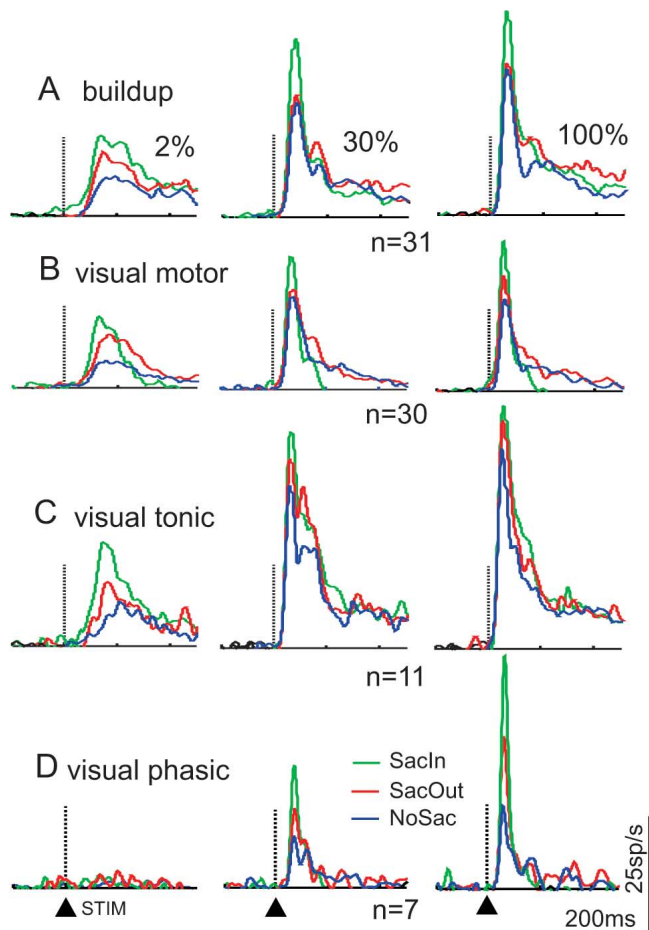 A buildup
2%
30%
100%
n=31
B visual motor
n=30
C visual tonic
n=11
D visual phasic
SacIn
SacOut
NoSac
STIM
n=7
25sp/s
200ms